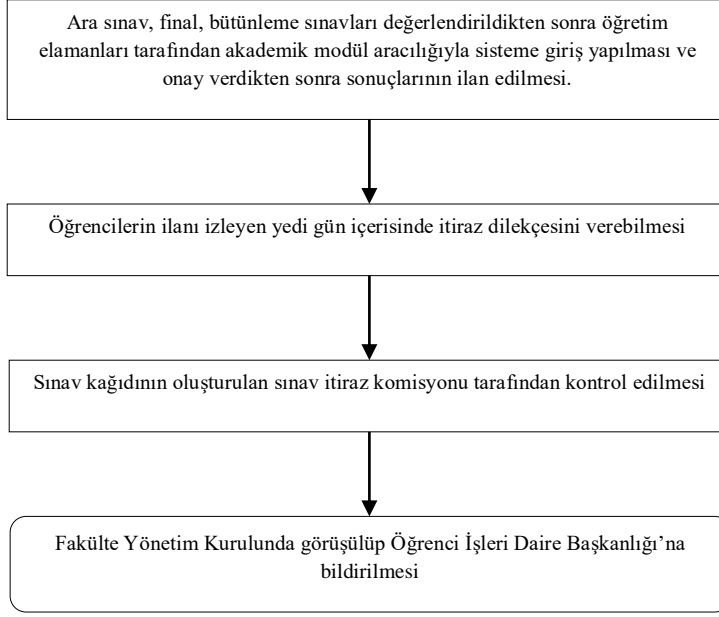 Ara sınav, final, bütünleme sınavları değerlendirildikten sonra öğretim
elamanları tarafından akademik modül aracılığıyla sisteme giriş yapılması ve
onay verdikten sonra sonuçlarının ilan edilmesi.
Öğrencilerin ilanı izleyen yedi gün içerisinde itiraz dilekçesini verebilmesi
Sınav kağıdının oluşturulan sınav itiraz komisyonu tarafından kontrol edilmesi
Fakülte Yönetim Kurulunda görüşülüp Öğrenci İşleri Daire Başkanlığı’na
bildirilmesi